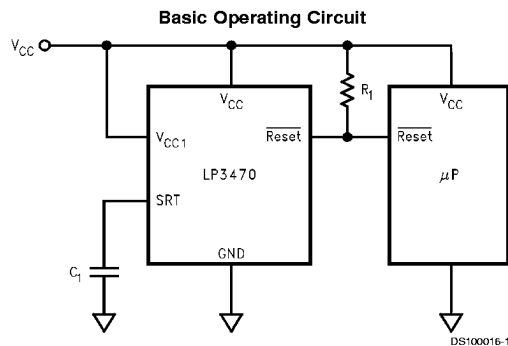 Basic Operating Circuit
VCC
R1
VCC
VCC
VCC1
Reset
Reset
LP3470
μP
SRT
GND
C1
DS100016-1